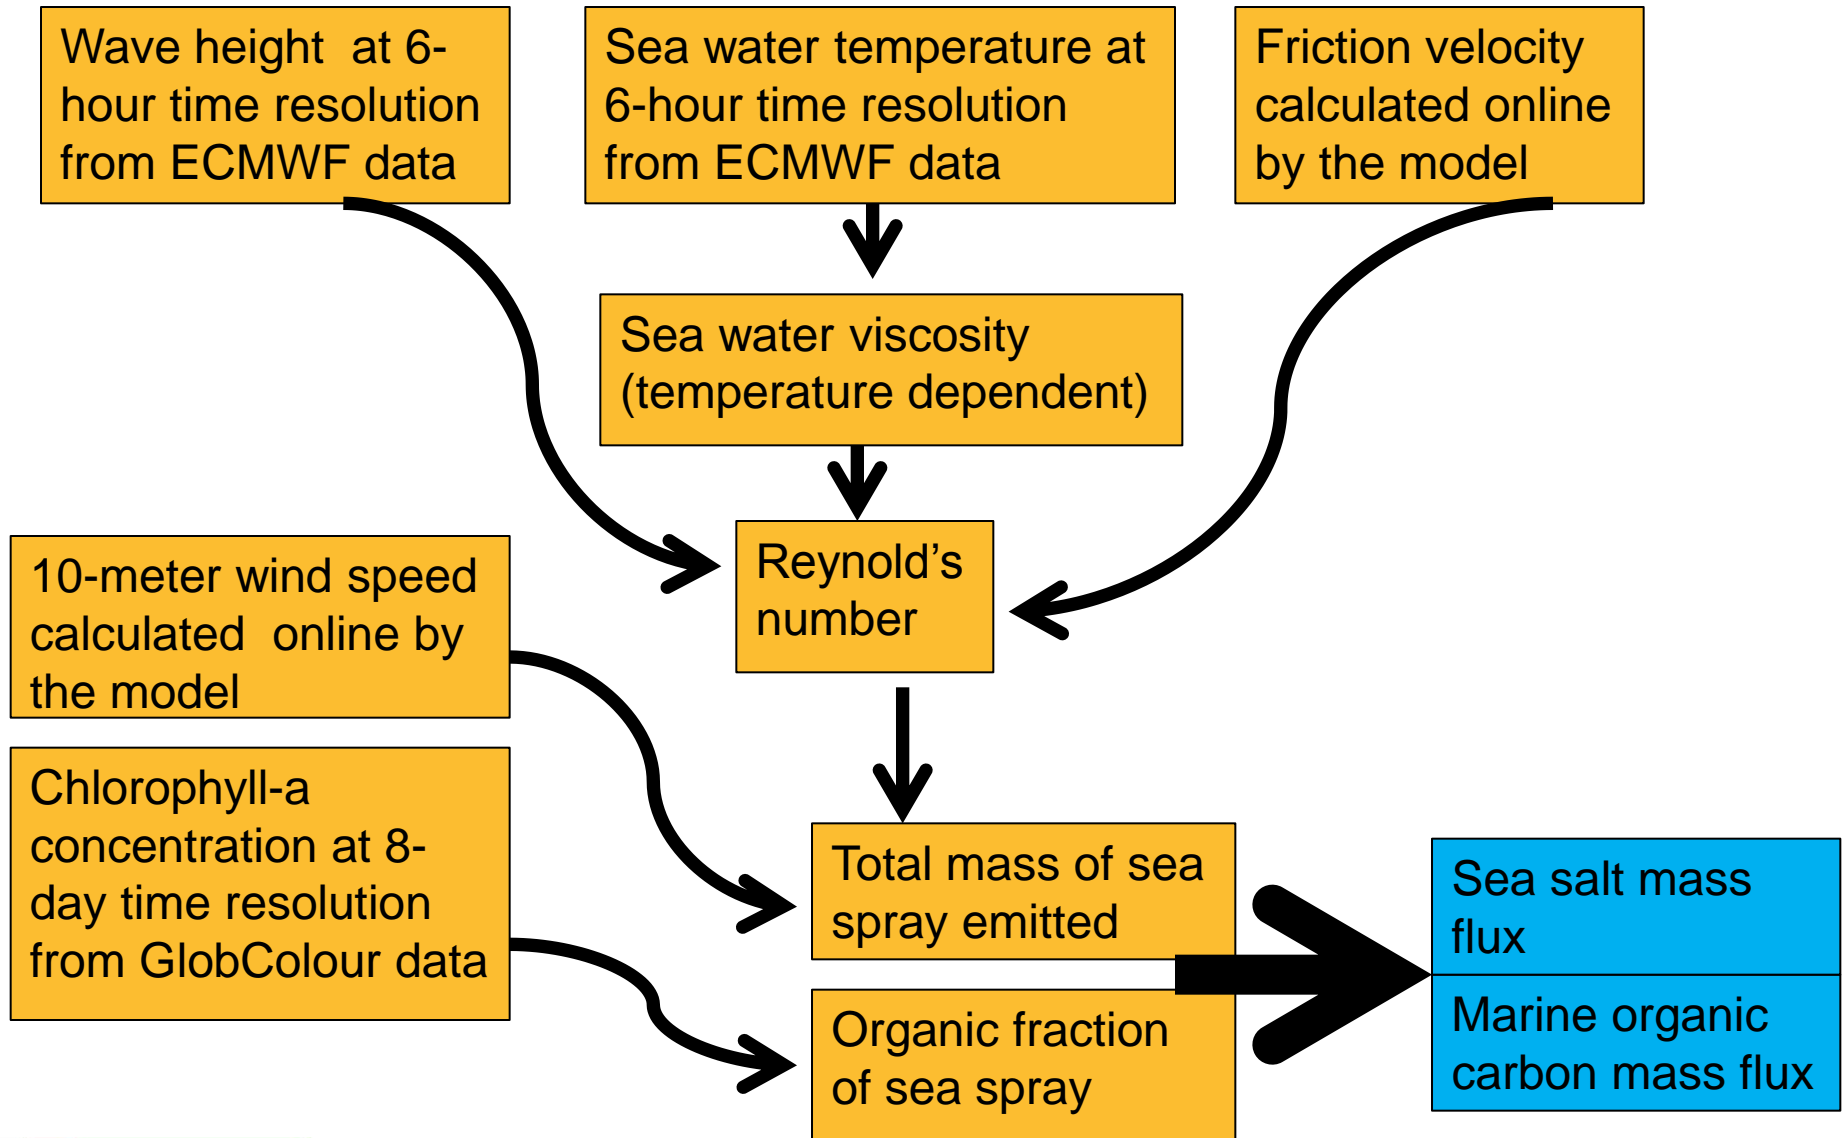 Wave height  at 6-
hour time resolution
from ECMWF data
Sea water temperature at
6-hour time resolution
from ECMWF data
Friction velocity
calculated online
by the model
Sea water viscosity
(temperature dependent)
Reynold’s
number
10-meter wind speed
calculated  online by
the model
Chlorophyll-a
concentration at 8-
day time resolution
from GlobColour data
Total mass of sea
spray emitted
Organic fraction
of sea spray
Sea salt mass
flux
Marine organic
carbon mass flux